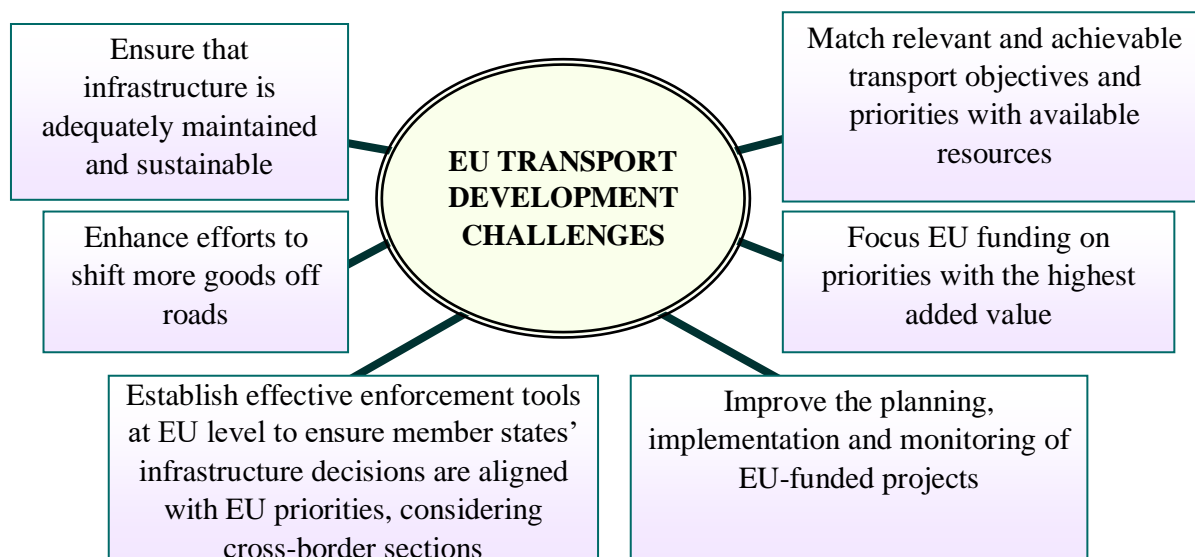 Ensure that
infrastructure is
adequately maintained
and sustainable
Match relevant and achievable
transport objectives and
priorities with available
resources
EU TRANSPORT
DEVELOPMENT
CHALLENGES
Enhance efforts to
shift more goods off
roads
Focus EU funding on
priorities with the highest
added value
Establish effective enforcement tools
at EU level to ensure member states’
infrastructure decisions are aligned
with EU priorities, considering
cross-border sections
Improve the planning,
implementation and monitoring of
EU-funded projects